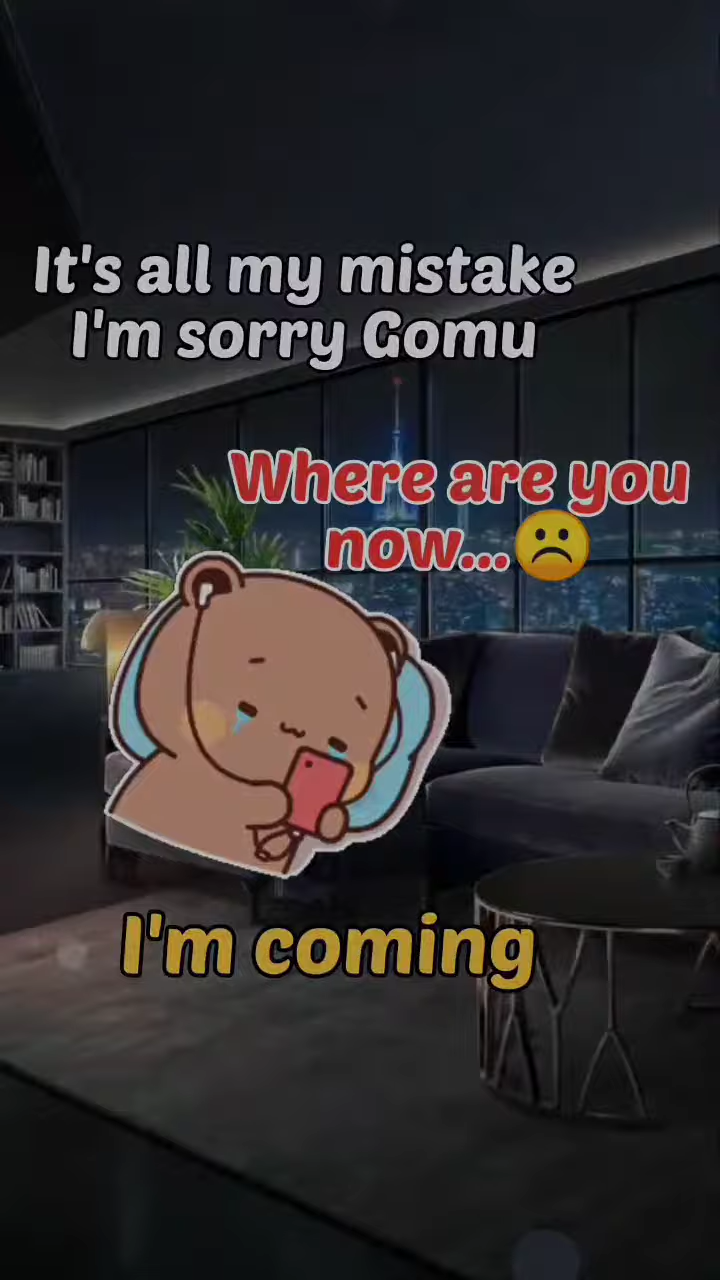 It's all my mistake
I'm sorry Gomu
Where are you
now...☹️
I'm coming